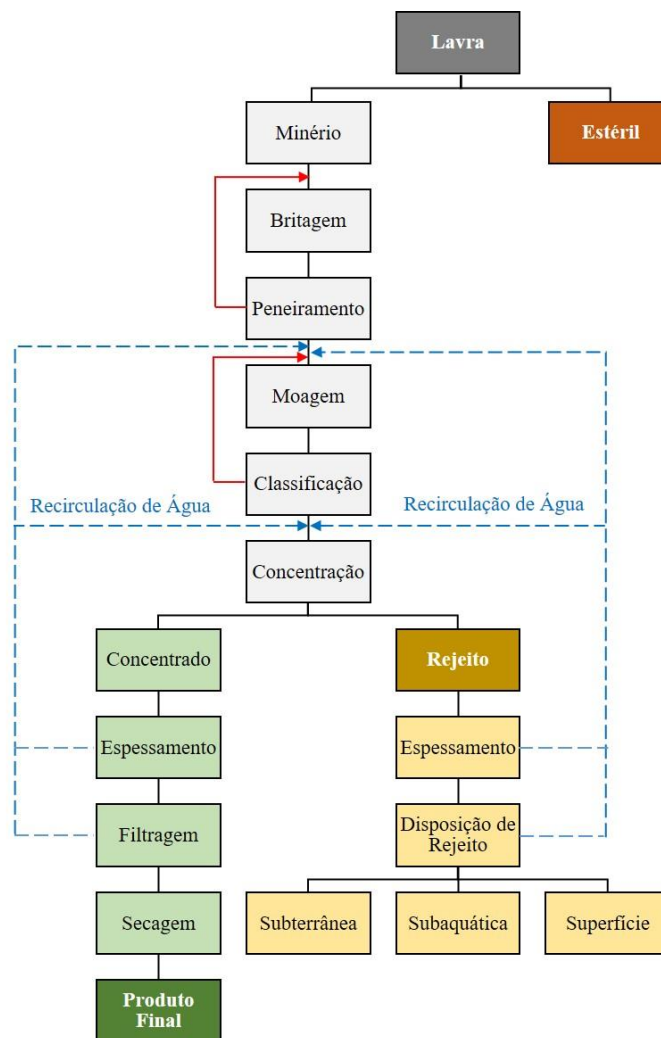 Lavra
Minério
Estéril
Britagem
Peneiramento
Moagem
Classificação
Recirculação de Água
Recirculação de Água
Concentração
Concentrado
Rejeito
Espessamento
Espessamento
Filtragem
Disposição de
Rejeito
Secagem
Subterrânea
Subaquática
Superfície
Produto
Final